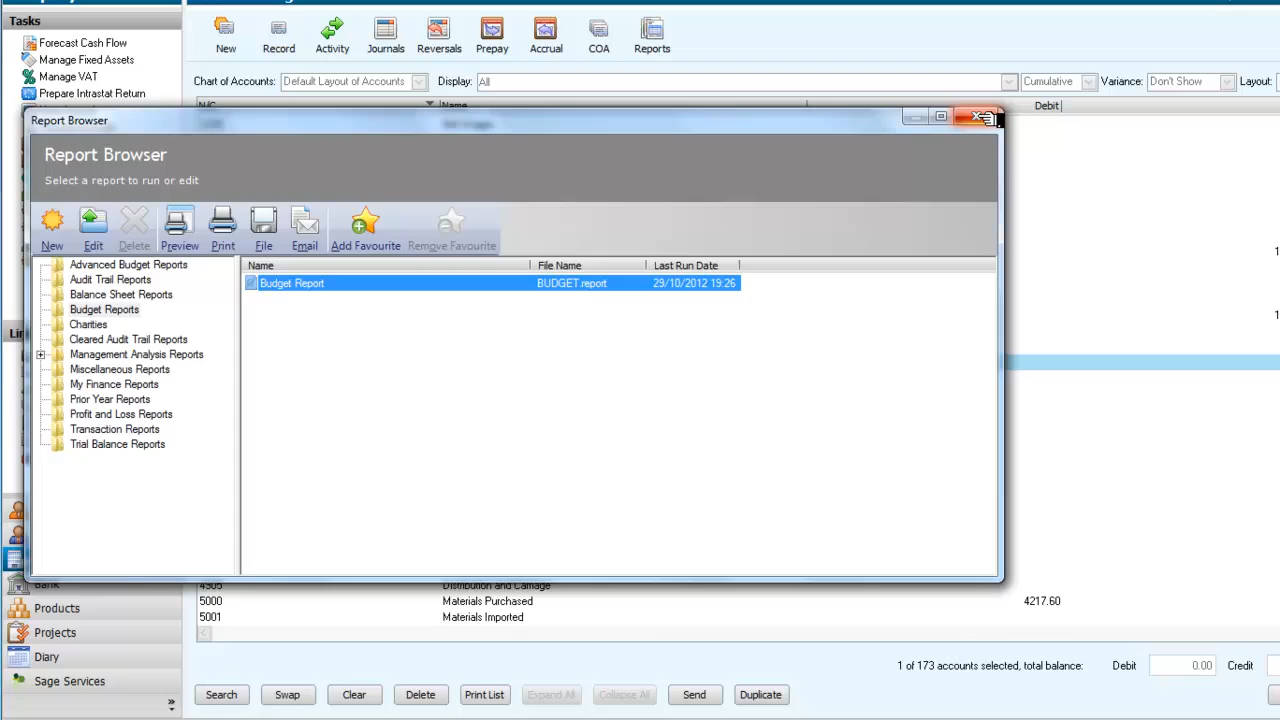 Tasks
Forecast Cash Flow
Manage Fixed Assets
Manage VAT
Prepare Intrastat Return
New Record Activity Journals Reversals Prepay Accrual COA Reports
Chart of Accounts: Default Layout of Accounts Display: All Cumulative Variance: Don't Show Layout:
N/C Name Debit
Report Browser
Report Browser
Select a report to run or edit
New Edit Delete Preview Print File Email Add Favourite Remove Favourite
Advanced Budget Reports
Audit Trail Reports
Balance Sheet Reports
Budget Reports
Charities
Cleared Audit Trail Reports
Management Analysis Reports
Miscellaneous Reports
My Finance Reports
Prior Year Reports
Profit and Loss Reports
Transaction Reports
Trial Balance Reports
Name File Name Last Run Date
Budget Report BUDGET.report 29/10/2012 19:26
1
1
Bank
Products
Projects
Diary
Sage Services
4905 Distribution and Carriage
5000 Materials Purchased 4217.60
5001 Materials Imported
1 of 173 accounts selected, total balance: Debit 0.00 Credit
Search Swap Clear Delete Print List Expand All Collapse All Send Duplicate